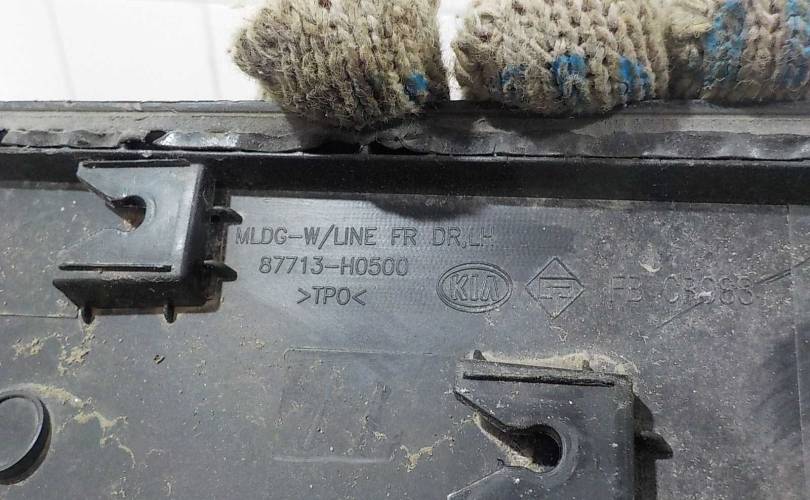 MLDG-W/LINE FR DR,LH
87713-H0500
>TPO<
KIA